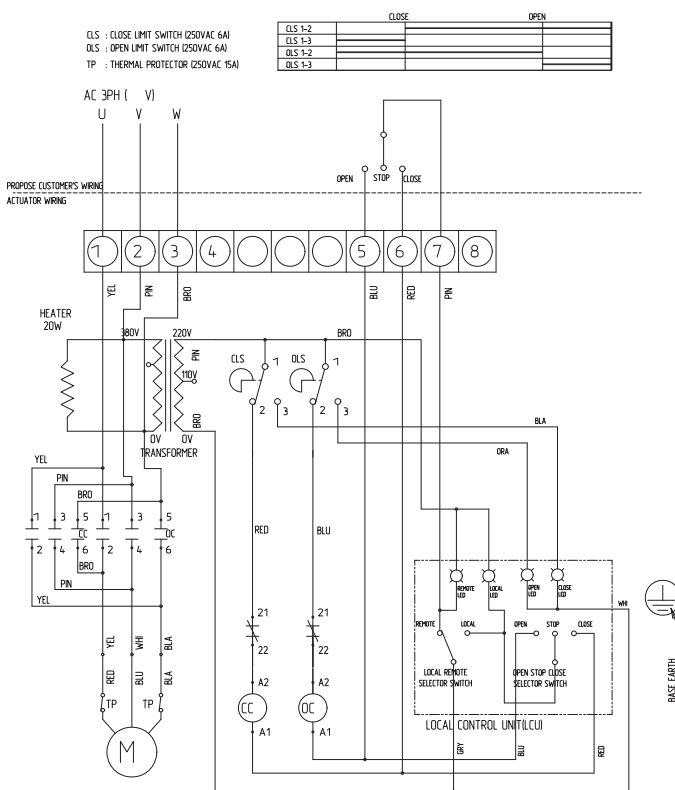 CLOSE OPEN
CLS : CLOSE LIMIT SWITCH (250VAC 6A)
OLS : OPEN LIMIT SWITCH (250VAC 6A)
TP : THERMAL PROTECTOR (250VAC 15A)
CLS 1-2
CLS 1-3
OLS 1-2
OLS 1-3
AC 3PH ( V)
U V W
OPEN STOP CLOSE
PROPOSE CUSTOMER'S WIRING
ACTUATOR WIRING
1 2 3 4 5 6 7 8
YEL PIN BRO BLU RED PIN
HEATER
20W
380V 220V BRO
PIN
110V
BRO
0V 0V
TRANSFORMER
CLS OLS
1 1
2 3 2 3
BLA
ORA
YEL
PIN
BRO
1 3 5 1 3 5
CC OC
2 4 6 2 4 6
BRO
PIN
YEL
RED BLU
21 21
22 22
A2 A2
CC OC
A1 A1
YEL WHI BLA
RED BLU BLA
TP TP
M
REMOTE
LED
LOCAL
LED
OPEN
LED
CLOSE
LED
WHI
REMOTE LOCAL OPEN STOP CLOSE
LOCAL REMOTE
SELECTOR SWITCH
OPEN STOP CLOSE
SELECTOR SWITCH
LOCAL CONTROL UNIT(LCU)
GRY BLU RED
BASE EARTH